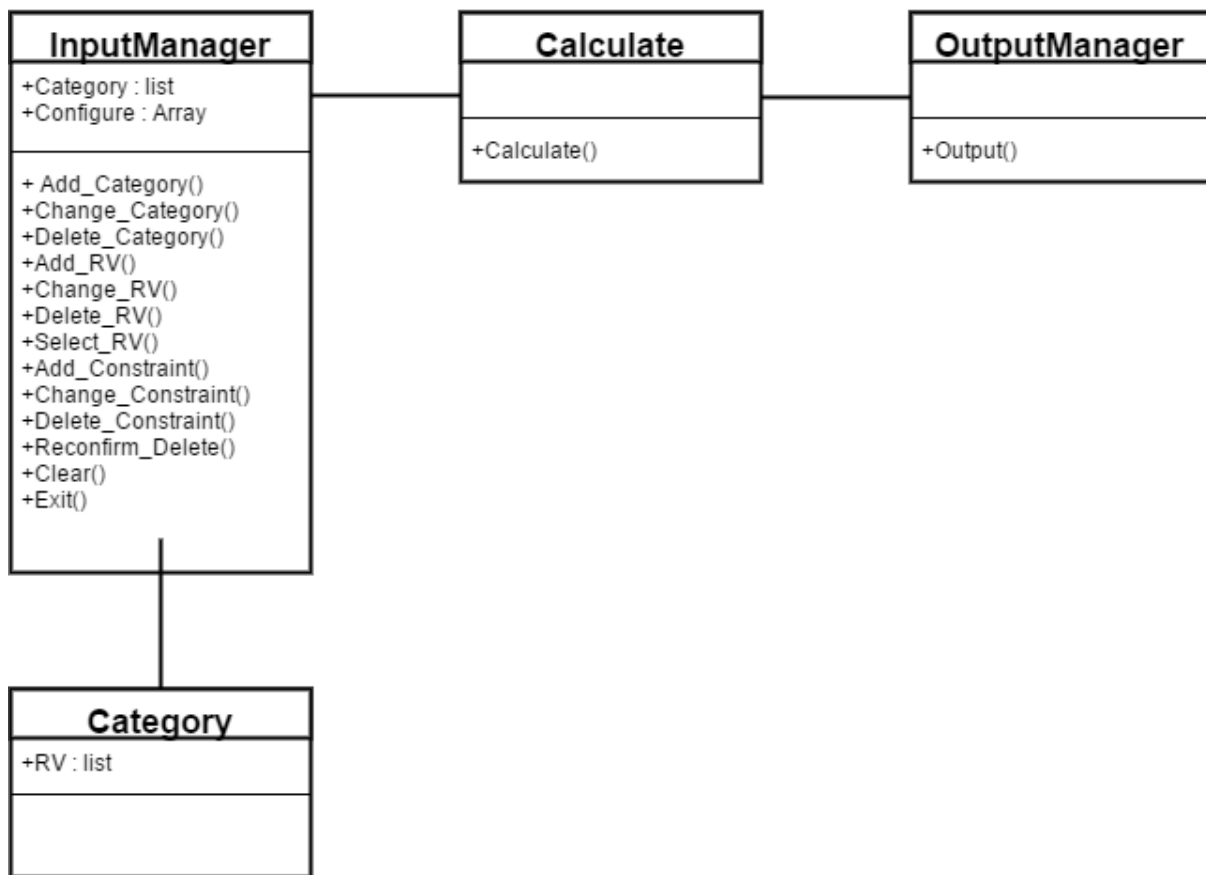 InputManager
+Category : list
+Configure : Array
+ Add_Category()
+Change_Category()
+Delete_Category()
+Add_RV()
+Change_RV()
+Delete_RV()
+Select_RV()
+Add_Constraint()
+Change_Constraint()
+Delete_Constraint()
+Reconfirm_Delete()
+Clear()
+Exit()
Calculate
+Calculate()
OutputManager
+Output()
Category
+RV : list